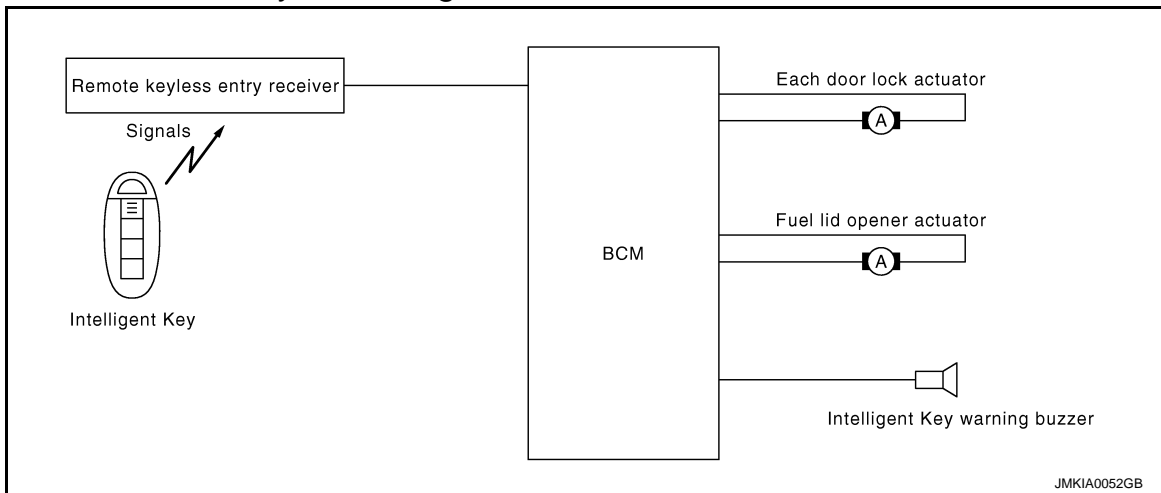 Remote keyless entry receiver
Signals
Intelligent Key
BCM
Each door lock actuator
A
Fuel lid opener actuator
A
Intelligent Key warning buzzer
JMKIA0052GB